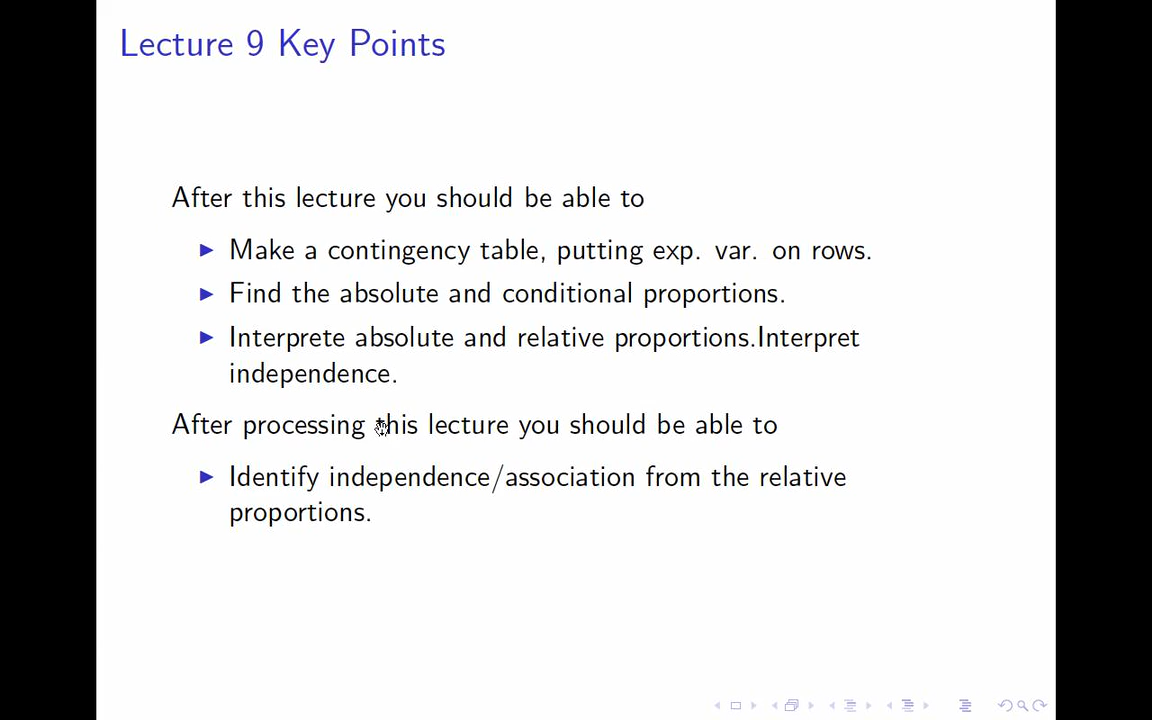 Lecture 9 Key Points
After this lecture you should be able to
Make a contingency table, putting exp. var. on rows.
Find the absolute and conditional proportions.
Interprete absolute and relative proportions.Interpret
independence.
After processing this lecture you should be able to
Identify independence/association from the relative
proportions.